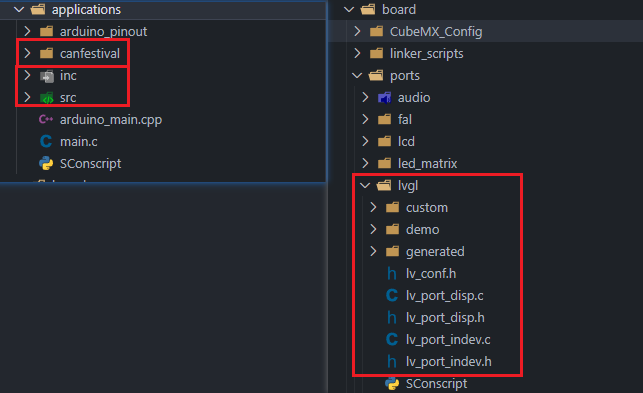 applications
arduino_pinout
canfestival
inc
src
arduino_main.cpp
main.c
SConscript
board
CubeMX_Config
linker_scripts
ports
audio
fal
lcd
led_matrix
lvgl
custom
demo
generated
lv_conf.h
lv_port_disp.c
lv_port_disp.h
lv_port_indev.c
lv_port_indev.h
SConscript